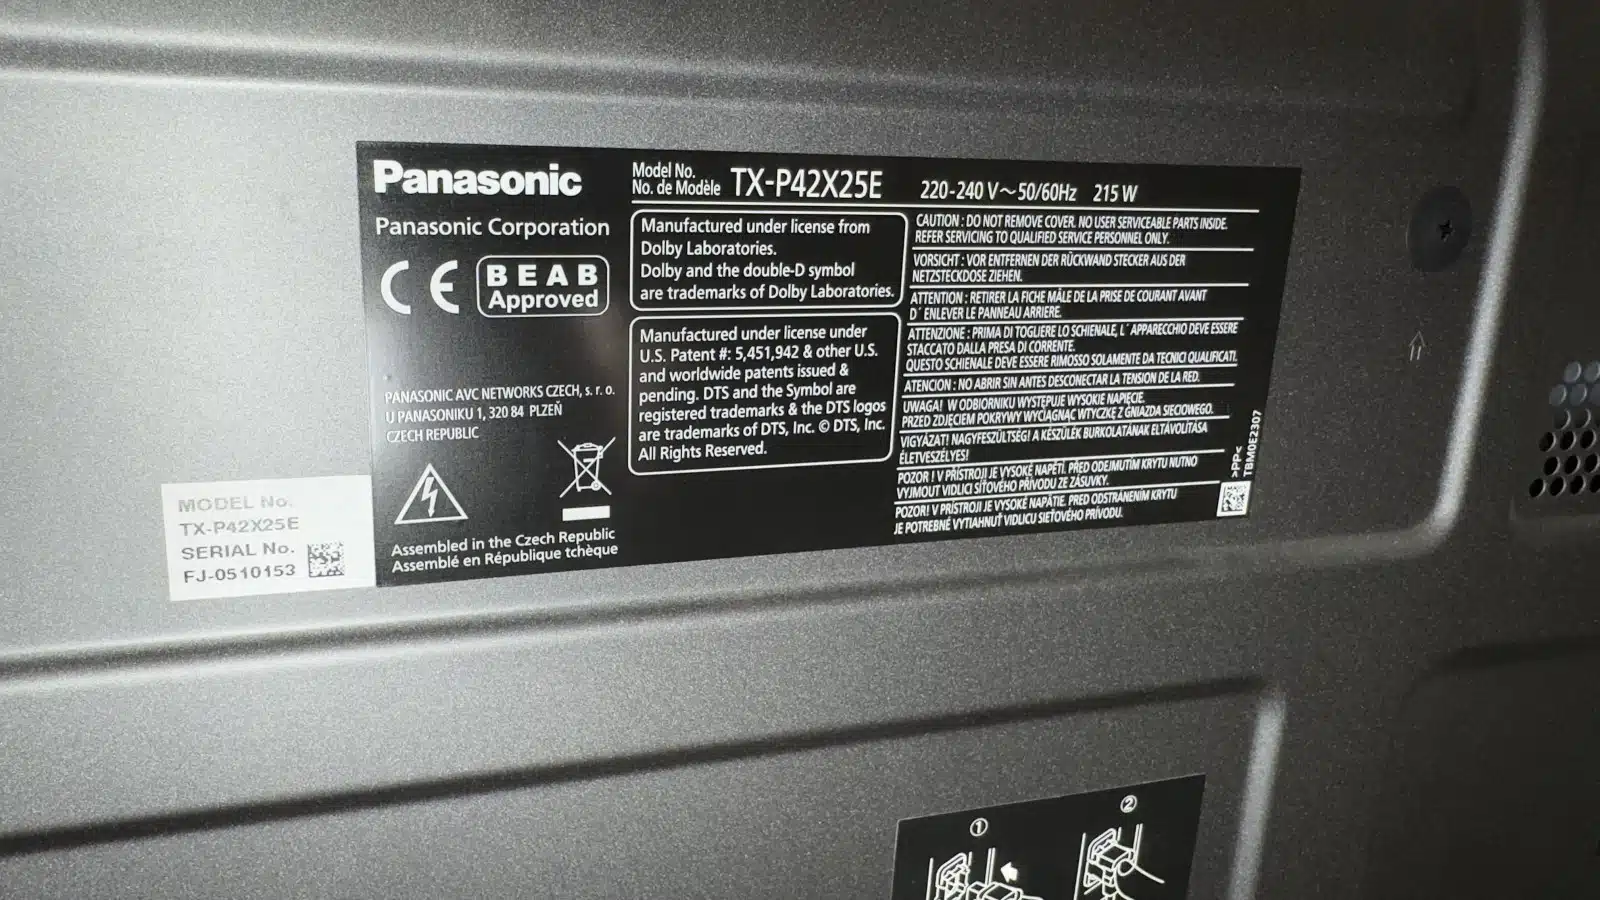 Panasonic
Panasonic Corporation
CE
BEAB
Approved
PANASONIC AVC NETWORKS CZECH, s. r. o.
U PANASONIKU 1, 320 84 PLZEŇ
CZECH REPUBLIC
Assembled in the Czech Republic
Assemblé en République tchèque
Model No.
No. de Modèle TX-P42X25E 220-240 V~50/60Hz 215 W
Manufactured under license from
Dolby Laboratories.
Dolby and the double-D symbol
are trademarks of Dolby Laboratories.
Manufactured under license under
U.S. Patent #: 5,451,942 & other U.S.
and worldwide patents issued &
pending. DTS and the Symbol are
registered trademarks & the DTS logos
are trademarks of DTS, Inc. © DTS, Inc.
All Rights Reserved.
CAUTION : DO NOT REMOVE COVER. NO USER SERVICEABLE PARTS INSIDE.
REFER SERVICING TO QUALIFIED SERVICE PERSONNEL ONLY.
VORSICHT : VOR ENTFERNEN DER RÜCKWAND STECKER AUS DER
NETZSTECKDOSE ZIEHEN.
ATTENTION : RETIRER LA FICHE MÂLE DE LA PRISE DE COURANT AVANT
D´ ENLEVER LE PANNEAU ARRIERE.
ATTENZIONE : PRIMA DI TOGLIERE LO SCHIENALE, L´ APPARECCHIO DEVE ESSERE
STACCATO DALLA PRESA DI CORRENTE.
QUESTO SCHIENALE DEVE ESSERE RIMOSSO SOLAMENTE DA TECNICI QUALIFICATI.
ATENCION : NO ABRIR SIN ANTES DESCONECTAR LA TENSION DE LA RED.
UWAGA! W ODBIORNIKU WYSTĘPUJE WYSOKIE NAPIĘCIE.
PRZED ZDJĘCIEM POKRYWY WYCIĄGNĄĆ WTYCZKĘ Z GNIAZDA SIECIOWEGO.
VIGYÁZAT! NAGYFESZÜLTSÉG! A KÉSZÜLÉK BURKOLATÁNAK ELTÁVOLÍTÁSA
ÉLETVESZÉLYES!
POZOR ! V PŘÍSTROJI JE VYSOKÉ NAPĚTÍ. PŘED ODEJMUTÍM KRYTU NUTNO
VYJMOUT VIDLICI SÍŤOVÉHO PŘÍVODU ZE ZÁSUVKY.
POZOR! V PRÍSTROJI JE VYSOKÉ NAPÄTIE. PRED ODSTRÁNENÍM KRYTU
JE POTREBNÉ VYTIAHNUŤ VIDLICU SIEŤOVÉHO PRÍVODU.
>PP<
TBM0E2307
MODEL No.
TX-P42X25E
SERIAL No.
FJ-0510153
① ②